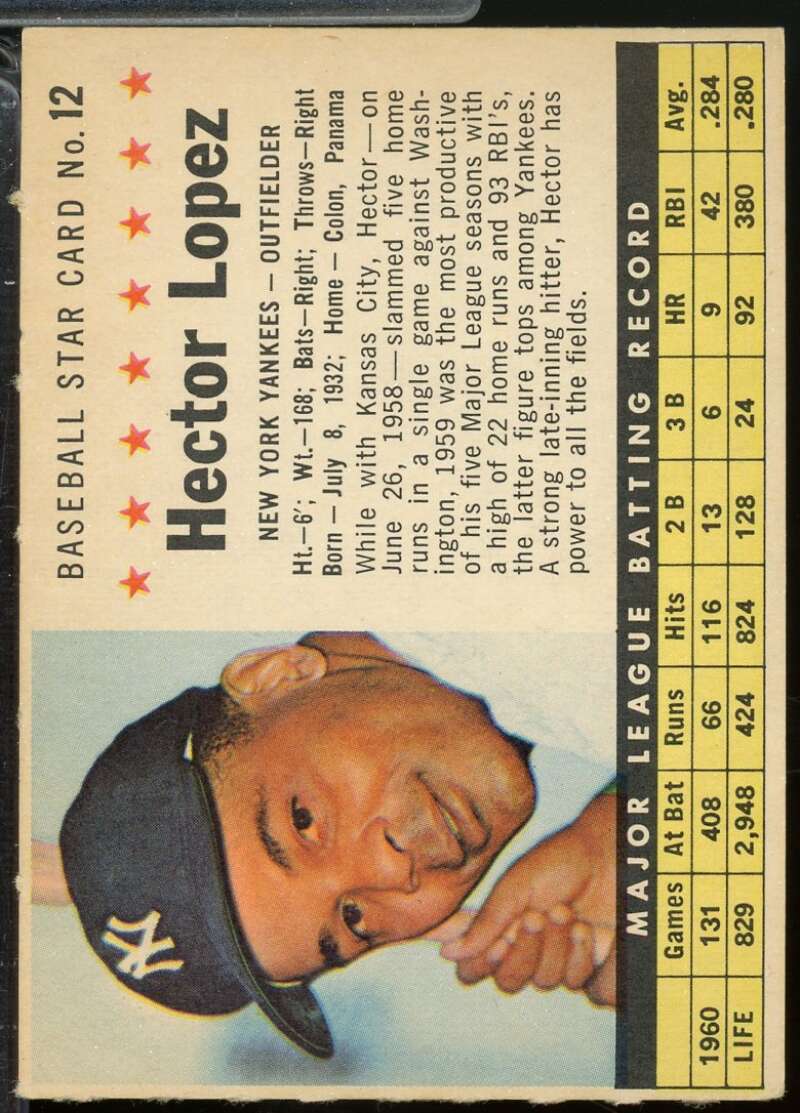 BASEBALL STAR CARD No. 12
Hector Lopez
NEW YORK YANKEES — OUTFIELDER
Ht.—6'; Wt.—168; Bats—Right; Throws—Right
Born — July 8, 1932; Home — Colon, Panama
While with Kansas City, Hector—on
June 26, 1958—slammed five home
runs in a single game against Wash-
ington, 1959 was the most productive
of his five Major League seasons with
a high of 22 home runs and 93 RBI's,
the latter figure tops among Yankees.
A strong late-inning hitter, Hector has
power to all the fields.
NY
MAJOR LEAGUE BATTING RECORD
Games At Bat Runs Hits 2 B 3 B HR RBI Avg.
1960 131 408 66 116 13 6 9 42 .284
LIFE 829 2,948 424 824 128 24 92 380 .280